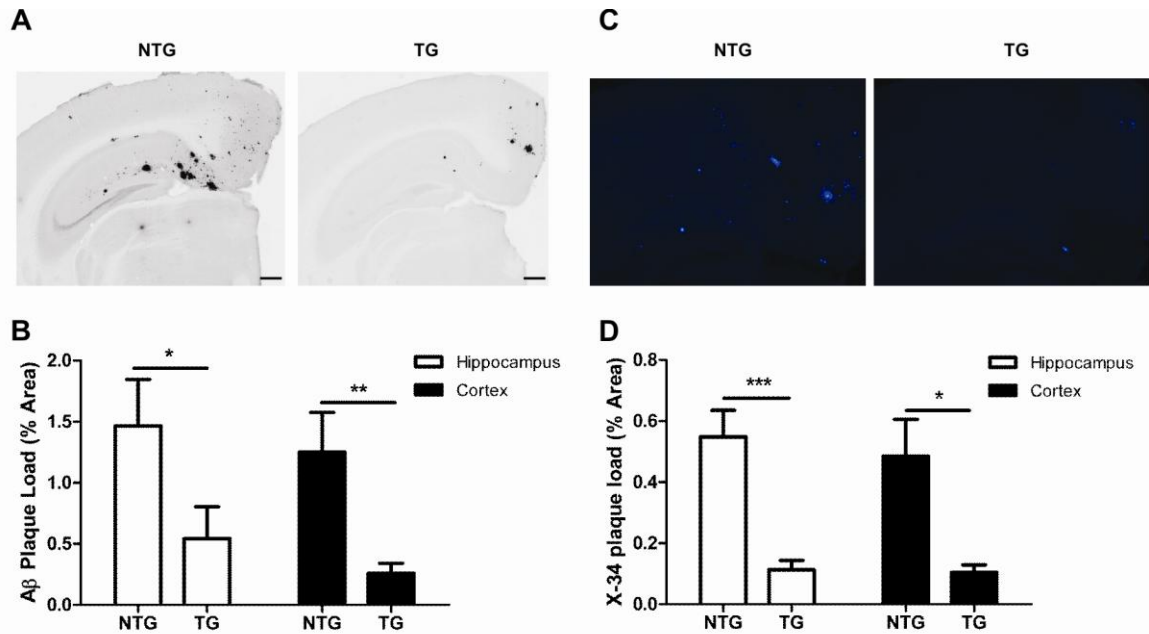 A
NTG
TG
B
Aβ Plaque Load (% Area)
2.0
1.5
1.0
0.5
0.0
*
**
Hippocampus
Cortex
NTG
TG
NTG
TG
C
NTG
TG
D
X-34 plaque load (% Area)
0.8
0.6
0.4
0.2
0.0
***
*
Hippocampus
Cortex
NTG
TG
NTG
TG